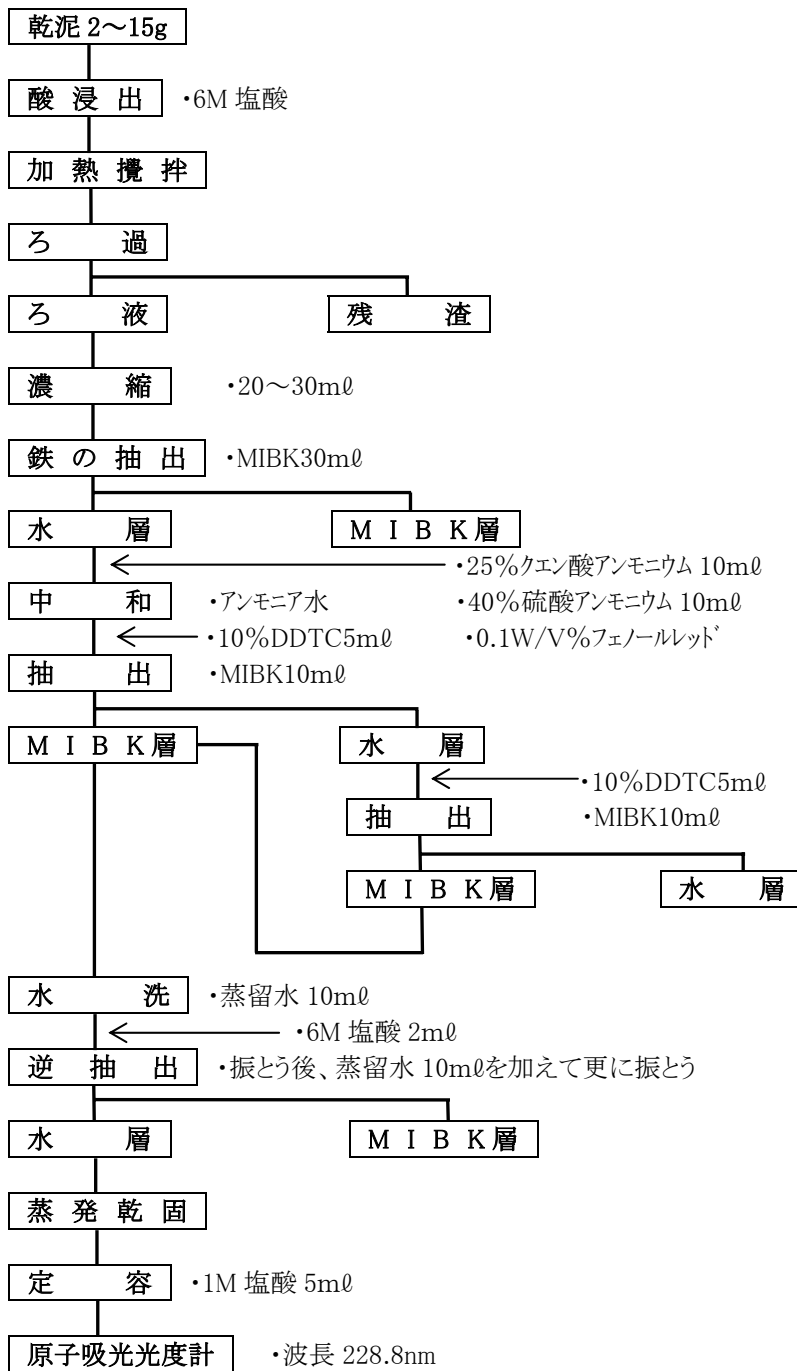 乾泥2～15g
酸 浸 出 ・6M 塩酸
加 熱 攪 拌
ろ 過
ろ 液 残 渣
濃 縮 ・20～30mℓ
鉄 の 抽 出 ・MIBK30mℓ
水 層 M I B K層
・25%クエン酸アンモニウム 10mℓ
中 和 ・アンモニア水 ・40%硫酸アンモニウム 10mℓ
・10%DDTC5mℓ ・0.1W/V%フェノールレッド
抽 出 ・MIBK10mℓ
M I B K層 水 層
・10%DDTC5mℓ
抽 出 ・MIBK10mℓ
M I B K層 水 層
水 洗 ・蒸留水 10mℓ
・6M 塩酸 2mℓ
逆 抽 出 ・振とう後、蒸留水 10mℓを加えて更に振とう
水 層 M I B K層
蒸 発 乾 固
定 容 ・1M 塩酸 5mℓ
原子吸光光度計 ・波長 228.8nm